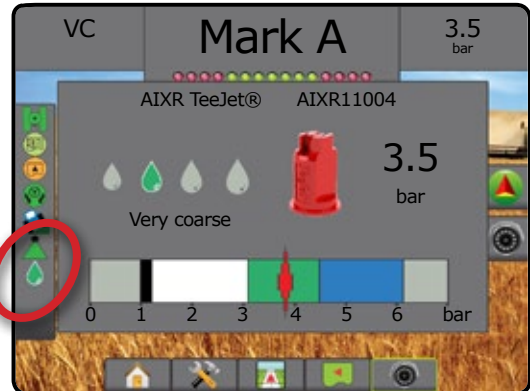 VC
Mark A
3.5
bar
AIXR TeeJet® AIXR11004
3.5
bar
Very coarse
0 1 2 3 4 5 6 bar